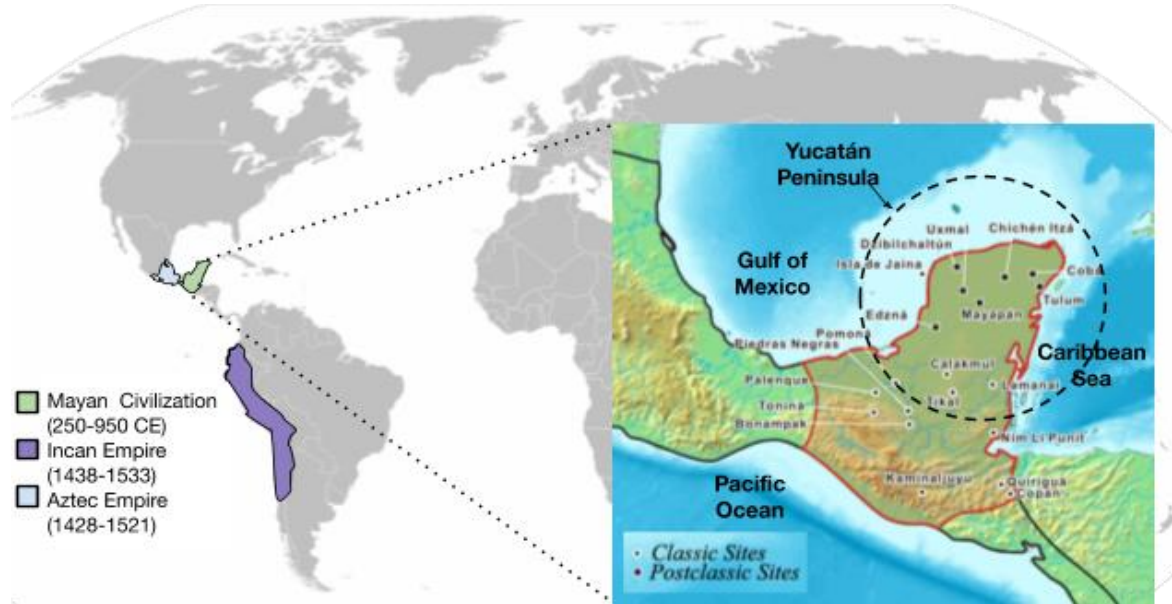 Mayan Civilization
(250-950 CE)
Incan Empire
(1438-1533)
Aztec Empire
(1428-1521)
Yucatán
Peninsula
Gulf of
Mexico
Caribbean
Sea
Pacific
Ocean
Uxmal
Chichén Itzá
Dzibilchaltún
Isla de Jaina
Cobá
Tulum
Mayapan
Edzná
Pomoná
Piedras Negras
Calakmul
Lamanai
Palenque
Tikal
Toniná
Bonampak
Nim Li Punit
Kaminaljuyu
Quiriguá
Copán
Classic Sites
Postclassic Sites